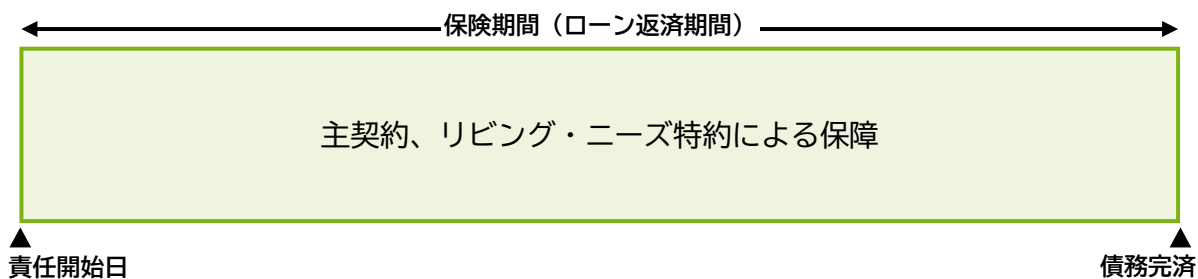 保険期間（ローン返済期間）
主契約、リビング・ニーズ特約による保障
▲ ▲
責任開始日 債務完済